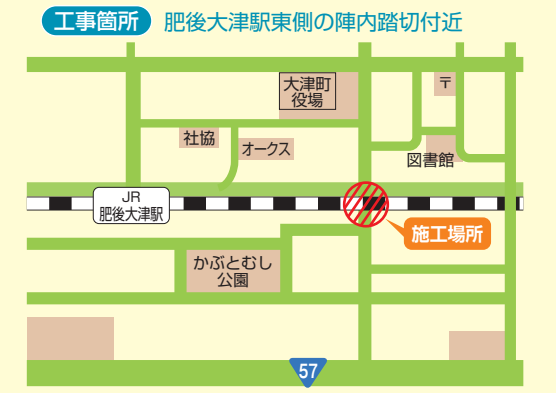 工事箇所 肥後大津駅東側の陣内踏切付近
大津町
役場
〒
社協
オークス
図書館
JR
肥後大津駅
施工場所
かぶとむし
公園
57